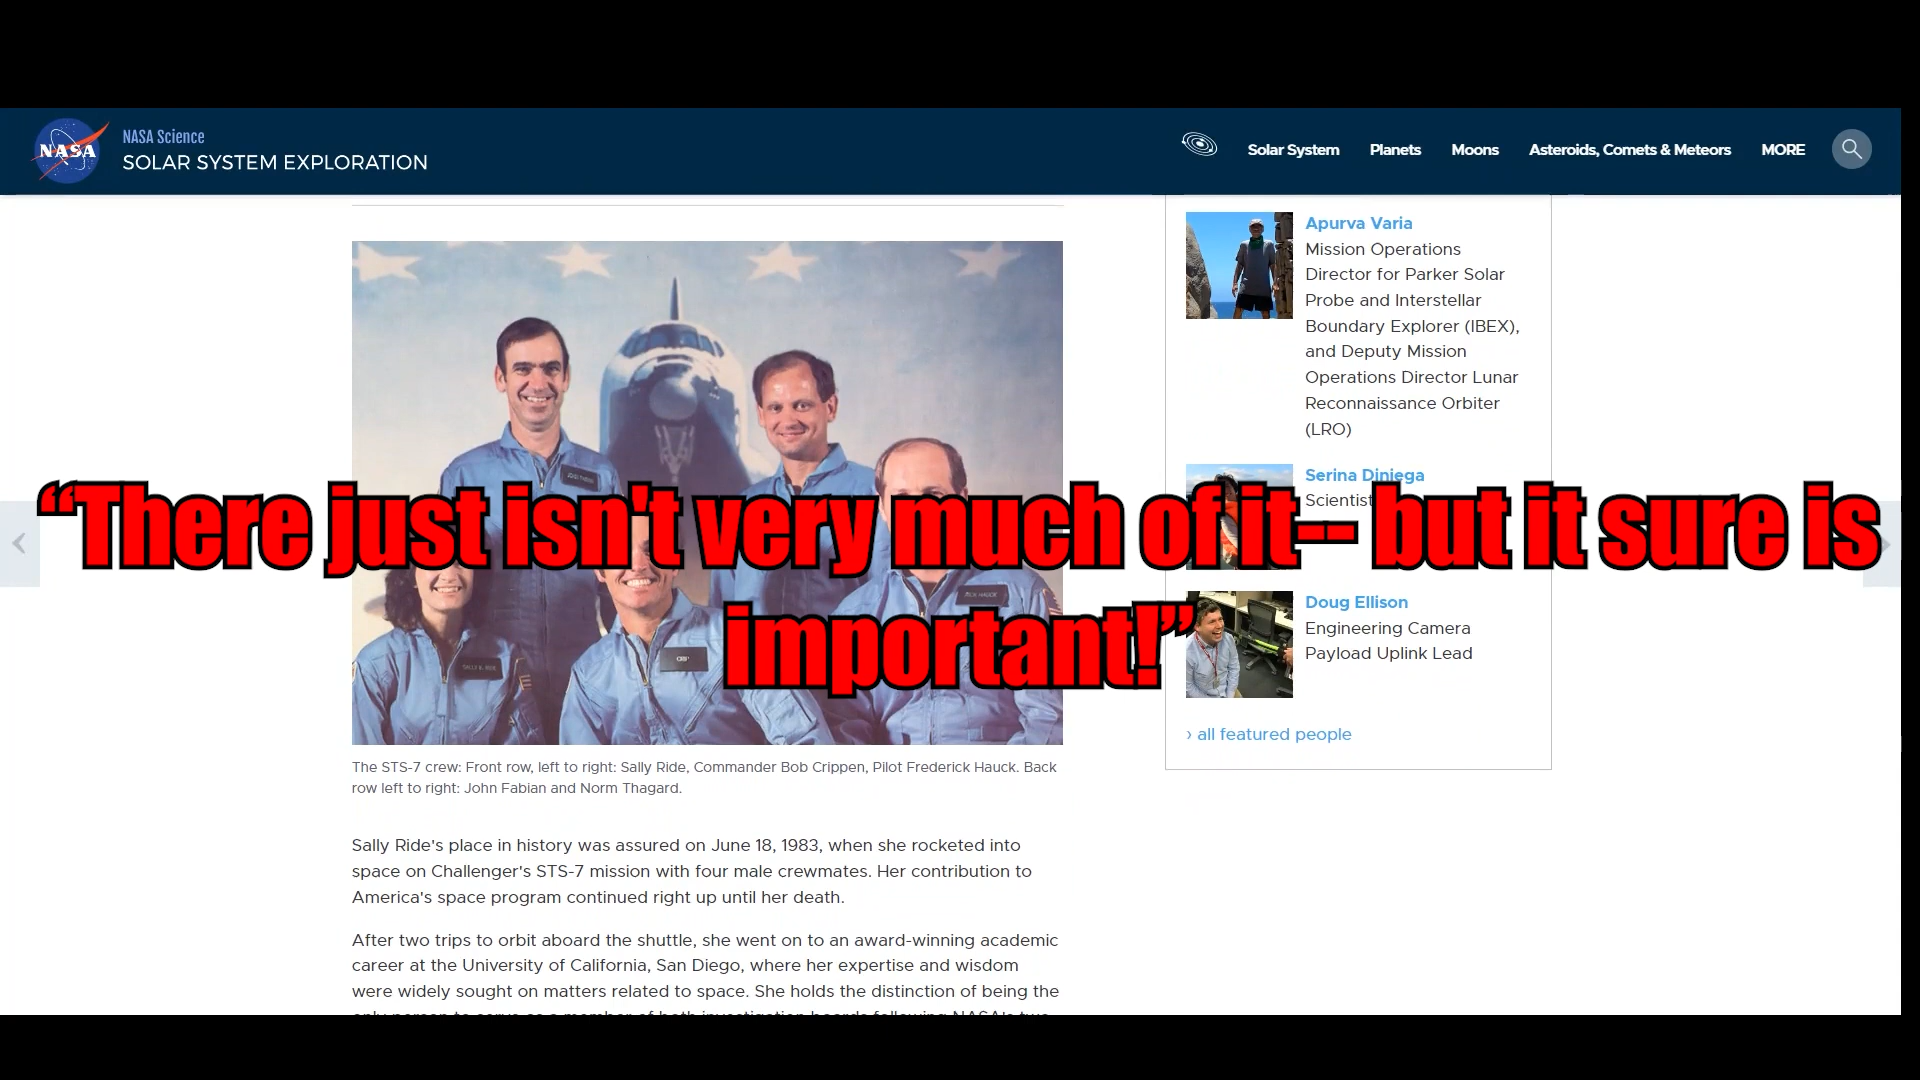 NASA
NASA Science
SOLAR SYSTEM EXPLORATION
Solar System
Planets
Moons
Asteroids, Comets & Meteors
MORE
Apurva Varia
Mission Operations
Director for Parker Solar
Probe and Interstellar
Boundary Explorer (IBEX),
and Deputy Mission
Operations Director Lunar
Reconnaissance Orbiter
(LRO)
Serina Diniega
Scientist
“There just isn't very much of it-- but it sure is
important!”
Doug Ellison
Engineering Camera
Payload Uplink Lead
› all featured people
The STS-7 crew: Front row, left to right: Sally Ride, Commander Bob Crippen, Pilot Frederick Hauck. Back
row left to right: John Fabian and Norm Thagard.
Sally Ride's place in history was assured on June 18, 1983, when she rocketed into
space on Challenger's STS-7 mission with four male crewmates. Her contribution to
America's space program continued right up until her death.
After two trips to orbit aboard the shuttle, she went on to an award-winning academic
career at the University of California, San Diego, where her expertise and wisdom
were widely sought on matters related to space. She holds the distinction of being the